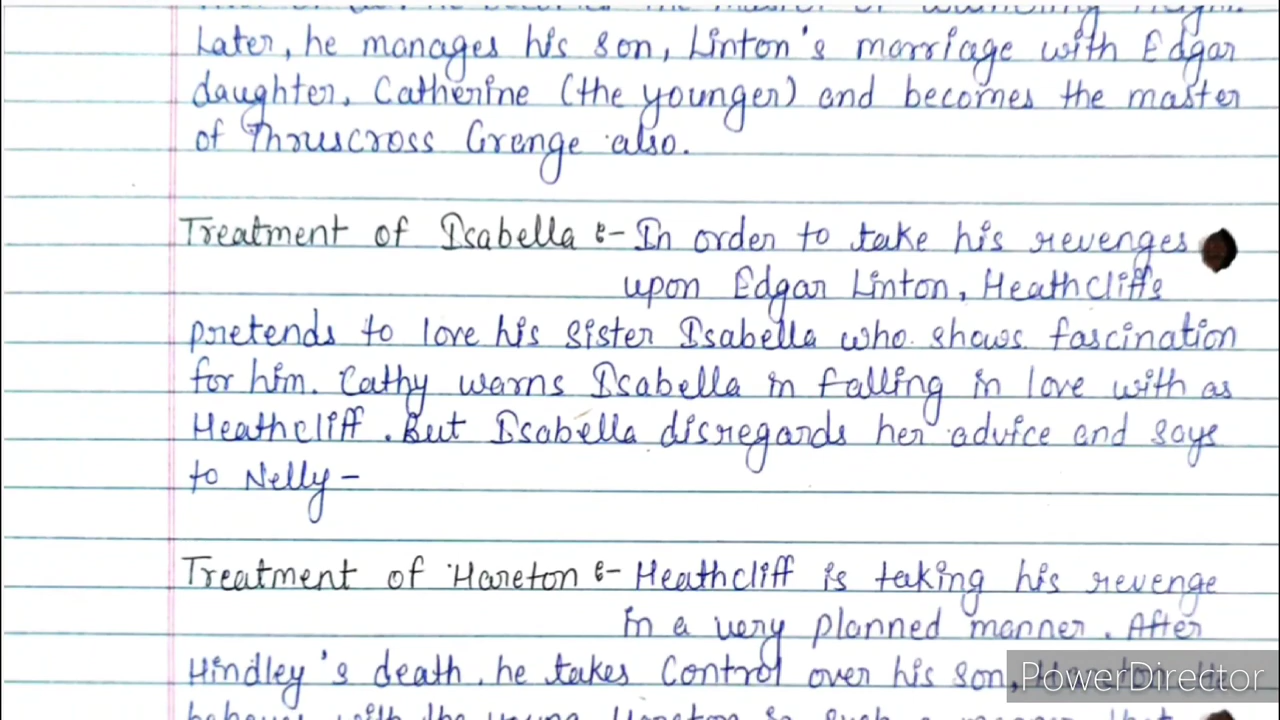 Later, he manages his son, Linton's marriage with Edgar
daughter, Catherine (the younger) and becomes the master
of Thruscross Grenge also.
Treatment of Isabella :- In order to take his revenges
upon Edgar Linton, Heathcliffs
pretends to love his sister Isabella who shows fascination
for him. Cathy warns Isabella in falling in love with as
Heathcliff. But Isabella disregards her advice and says
to Nelly -
Treatment of Hareton :- Heathcliff is taking his revenge
in a very planned manner. After
Hindley's death, he takes Control over his son, Hareton. He
PowerDirector